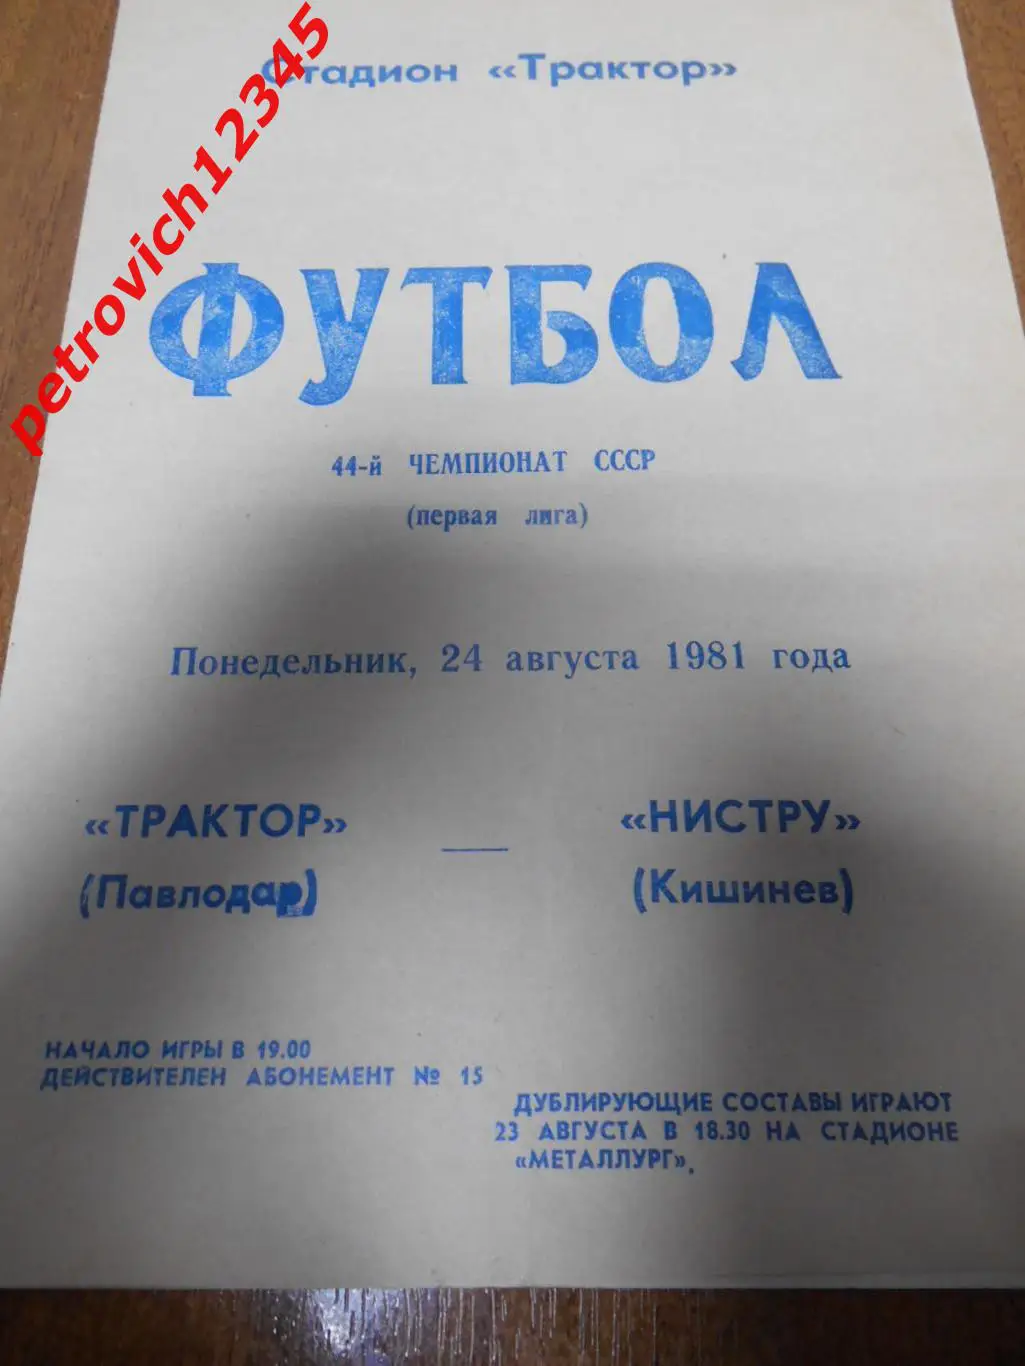 petrovich12345
Стадион «Трактор»
ФУТБОЛ
44-й ЧЕМПИОНАТ СССР
(первая лига)
Понедельник, 24 августа 1981 года
«ТРАКТОР» — «НИСТРУ»
(Павлодар) (Кишинев)
НАЧАЛО ИГРЫ В 19.00
ДЕЙСТВИТЕЛЕН АБОНЕМЕНТ № 15
ДУБЛИРУЮЩИЕ СОСТАВЫ ИГРАЮТ
23 АВГУСТА В 18.30 НА СТАДИОНЕ
«МЕТАЛЛУРГ».